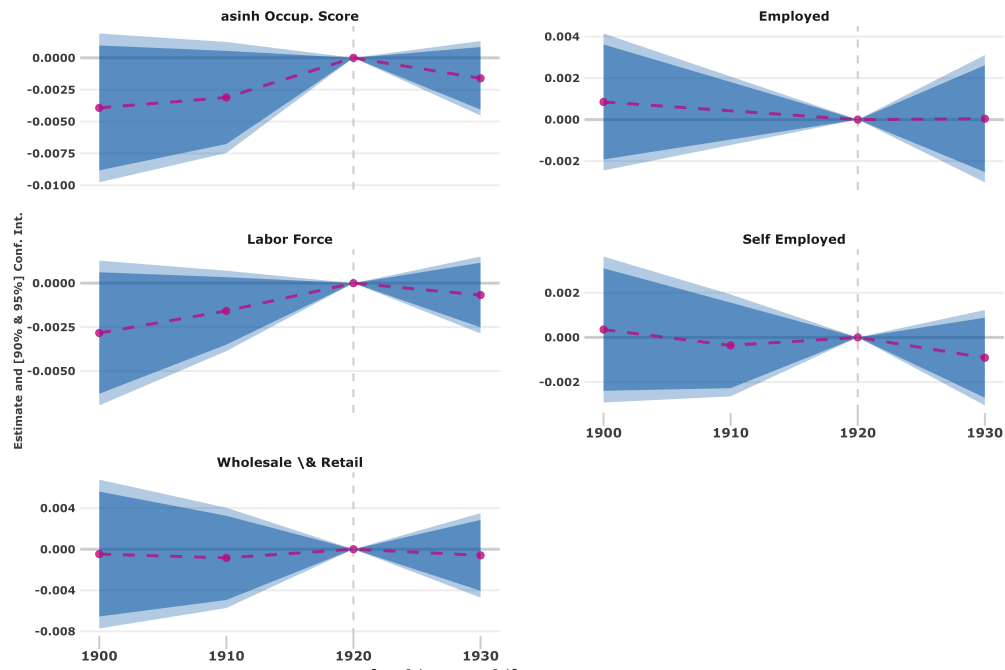 asinh Occup. Score
0.0000
-0.0025
-0.0050
-0.0075
-0.0100
Employed
0.004
0.002
0.000
-0.002
Estimate and [90% & 95%] Conf. Int.
Labor Force
0.0000
-0.0025
-0.0050
Self Employed
0.002
0.000
-0.002
1900 1910 1920 1930
Wholesale \& Retail
0.004
0.000
-0.004
-0.008
1900 1910 1920 1930